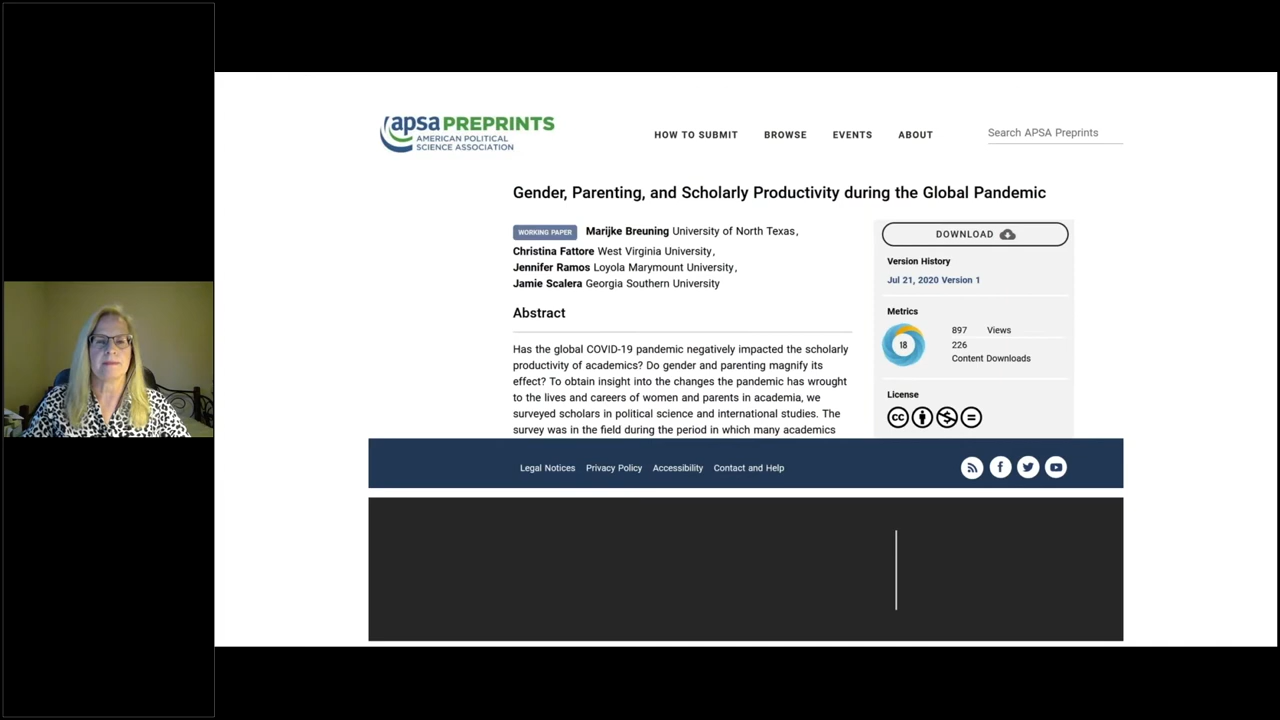 apsa PREPRINTS
AMERICAN POLITICAL
SCIENCE ASSOCIATION
HOW TO SUBMIT BROWSE EVENTS ABOUT
Search APSA Preprints
Gender, Parenting, and Scholarly Productivity during the Global Pandemic
WORKING PAPER Marijke Breuning University of North Texas,
Christina Fattore West Virginia University,
Jennifer Ramos Loyola Marymount University,
Jamie Scalera Georgia Southern University
Abstract
Has the global COVID-19 pandemic negatively impacted the scholarly
productivity of academics? Do gender and parenting magnify its
effect? To obtain insight into the changes the pandemic has wrought
to the lives and careers of women and parents in academia, we
surveyed scholars in political science and international studies. The
survey was in the field during the period in which many academics
DOWNLOAD
Version History
Jul 21, 2020 Version 1
Metrics
18
897 Views
226
Content Downloads
License
cc
Legal Notices Privacy Policy Accessibility Contact and Help